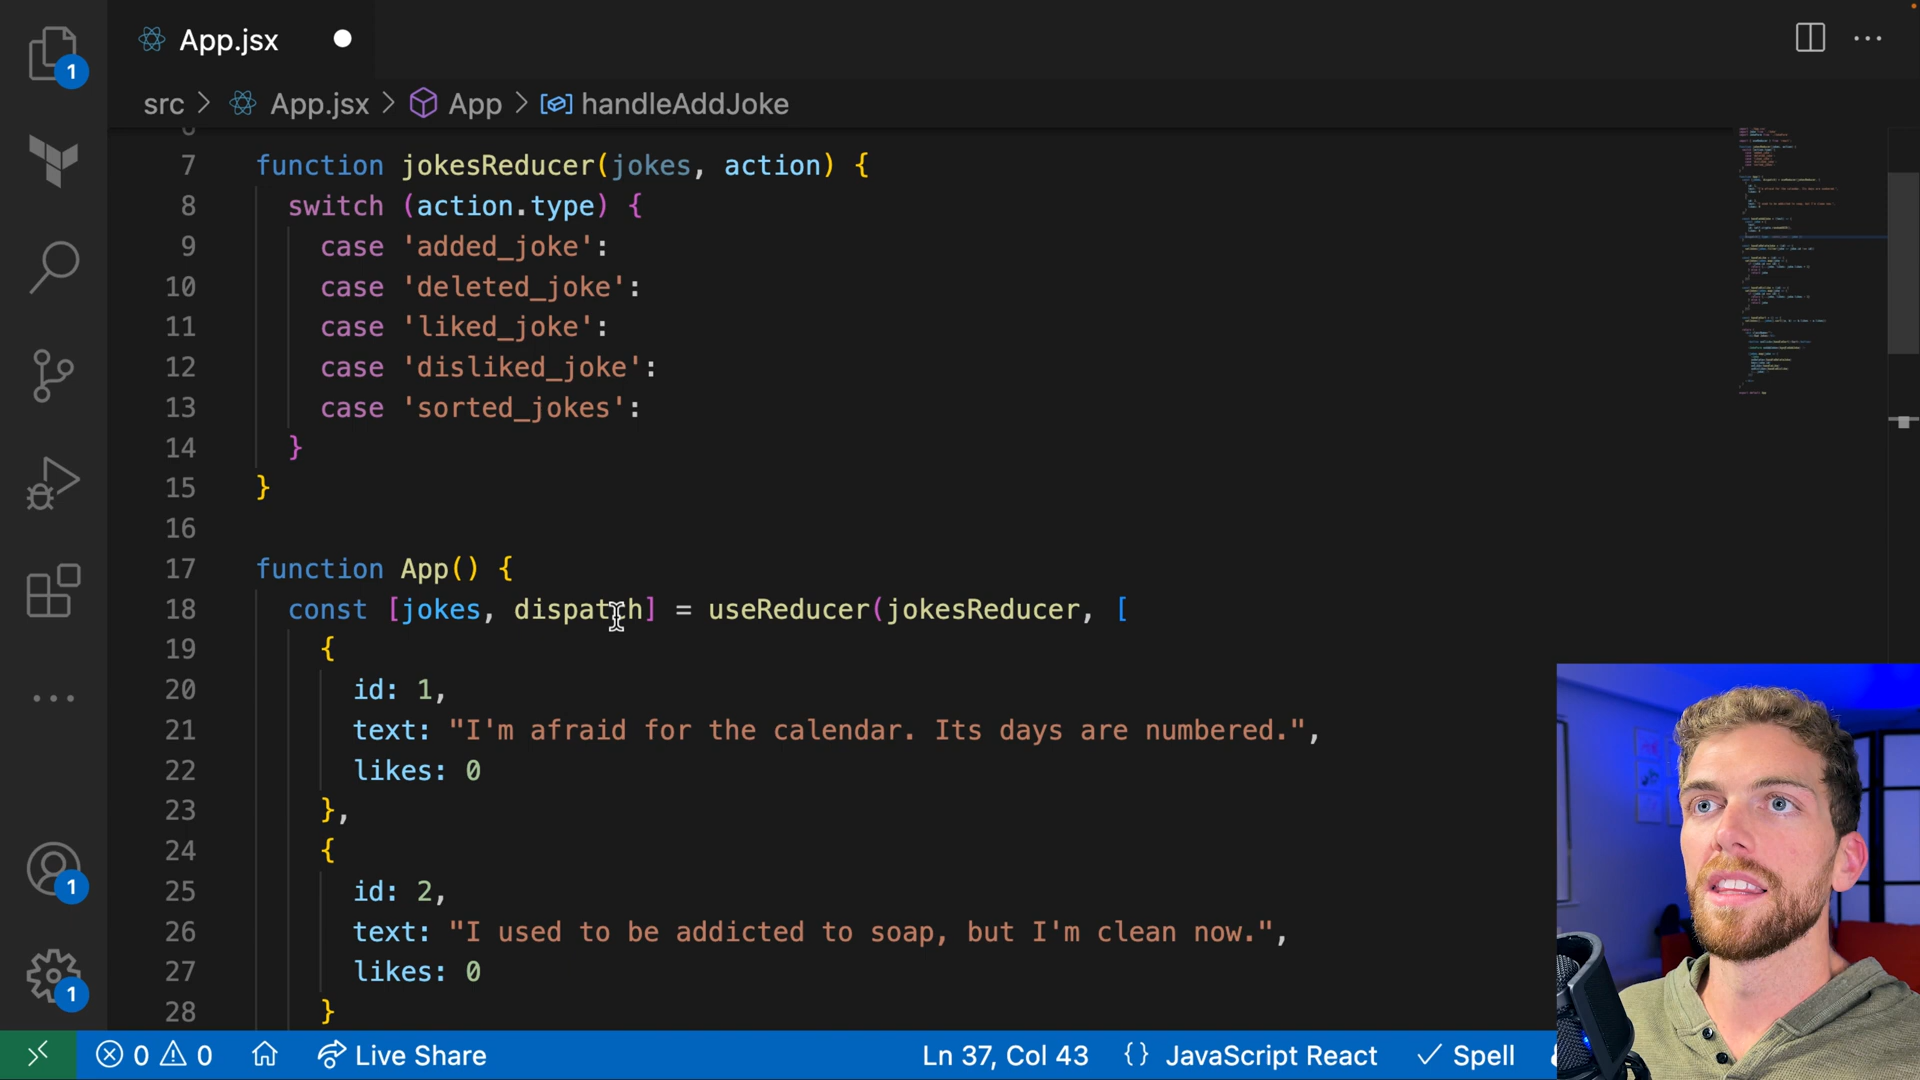 App.jsx
1
src > App.jsx > App > handleAddJoke
6
7 function jokesReducer(jokes, action) {
8 switch (action.type) {
9 case 'added_joke':
10 case 'deleted_joke':
11 case 'liked_joke':
12 case 'disliked_joke':
13 case 'sorted_jokes':
14 }
15 }
16
17 function App() {
18 const [jokes, dispatch] = useReducer(jokesReducer, [
19 {
20 id: 1,
21 text: "I'm afraid for the calendar. Its days are numbered.",
22 likes: 0
23 },
24 {
25 id: 2,
26 text: "I used to be addicted to soap, but I'm clean now.",
27 likes: 0
28 }
1
1
0 0 Live Share Ln 37, Col 43 {} JavaScript React Spell